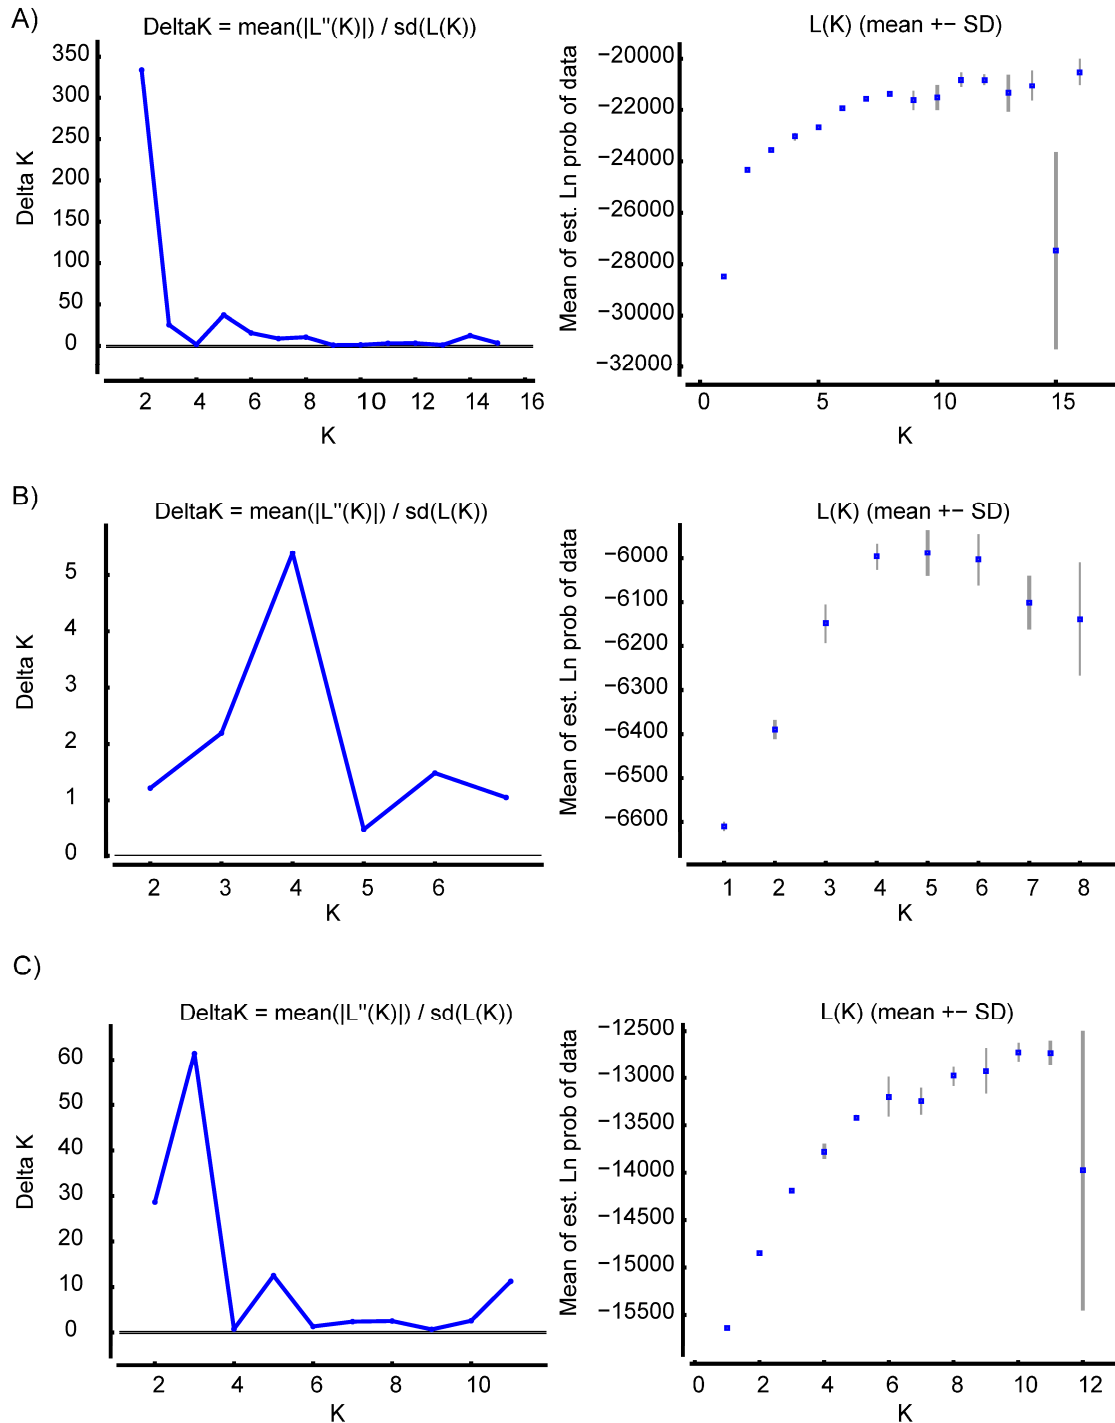 A)
DeltaK = mean(|L"(K)|) / sd(L(K))
350
300
250
200
150
100
50
0
Delta K
2 4 6 8 10 12 14 16
K
L(K) (mean +− SD)
−20000
−22000
−24000
−26000
−28000
−30000
−32000
Mean of est. Ln prob of data
0 5 10 15
K
B)
DeltaK = mean(|L"(K)|) / sd(L(K))
5
4
3
2
1
0
Delta K
2 3 4 5 6
K
L(K) (mean +− SD)
−6000
−6100
−6200
−6300
−6400
−6500
−6600
Mean of est. Ln prob of data
1 2 3 4 5 6 7 8
K
C)
DeltaK = mean(|L"(K)|) / sd(L(K))
60
50
40
30
20
10
0
Delta K
2 4 6 8 10
K
L(K) (mean +− SD)
−12500
−13000
−13500
−14000
−14500
−15000
−15500
Mean of est. Ln prob of data
0 2 4 6 8 10 12
K